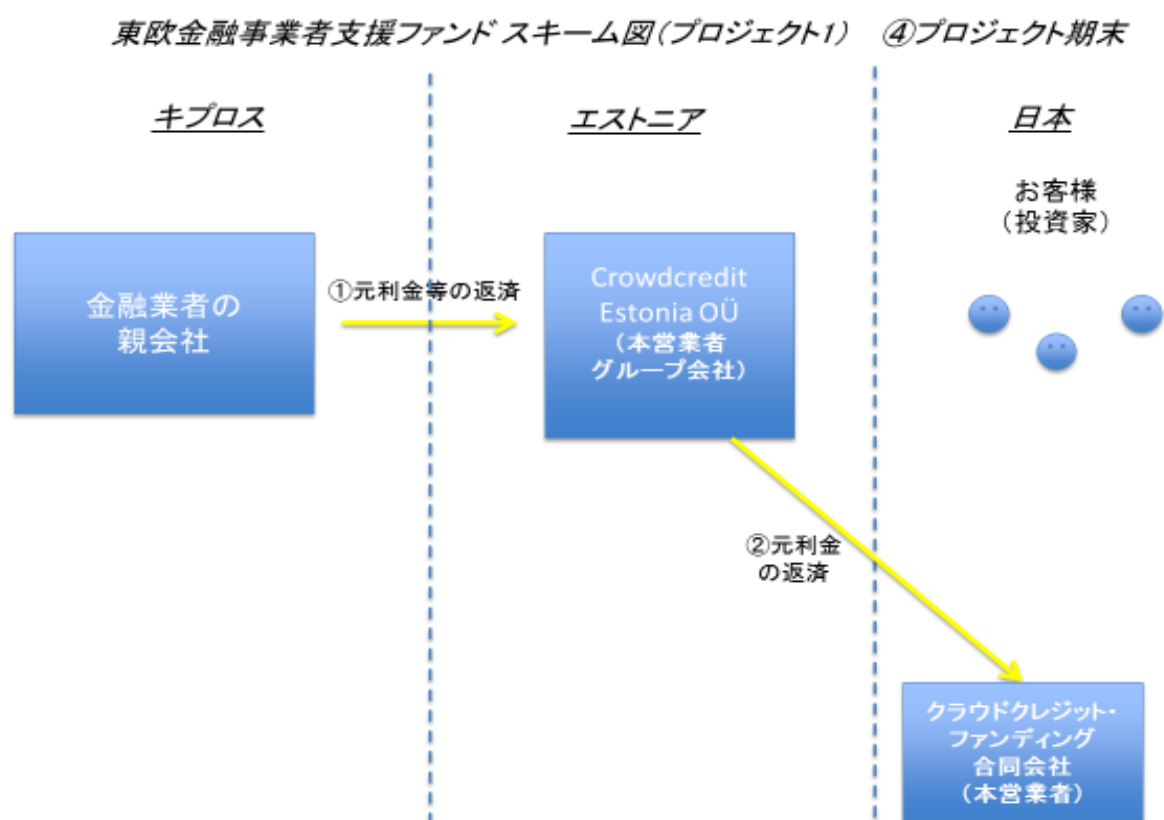 東欧金融事業者支援ファンド スキーム図（プロジェクト1） ④プロジェクト期末
キプロス
エストニア
日本
お客様
（投資家）
金融業者の
親会社
①元利金等の返済
Crowdcredit
Estonia OÜ
（本営業者
グループ会社）
②元利金
の返済
クラウドクレジット・
ファンディング
合同会社
（本営業者）